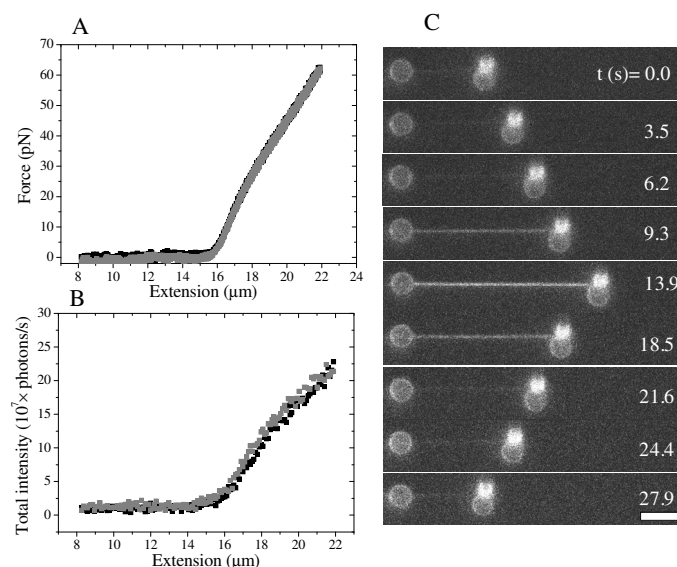 A
70
60
50
40
30
20
10
0
Force (pN)
8 10 12 14 16 18 20 22 24
Extension (μm)
B
30
25
20
15
10
5
0
Total intensity (10⁷× photons/s)
8 10 12 14 16 18 20 22
Extension (μm)
C
t (s)= 0.0
3.5
6.2
9.3
13.9
18.5
21.6
24.4
27.9